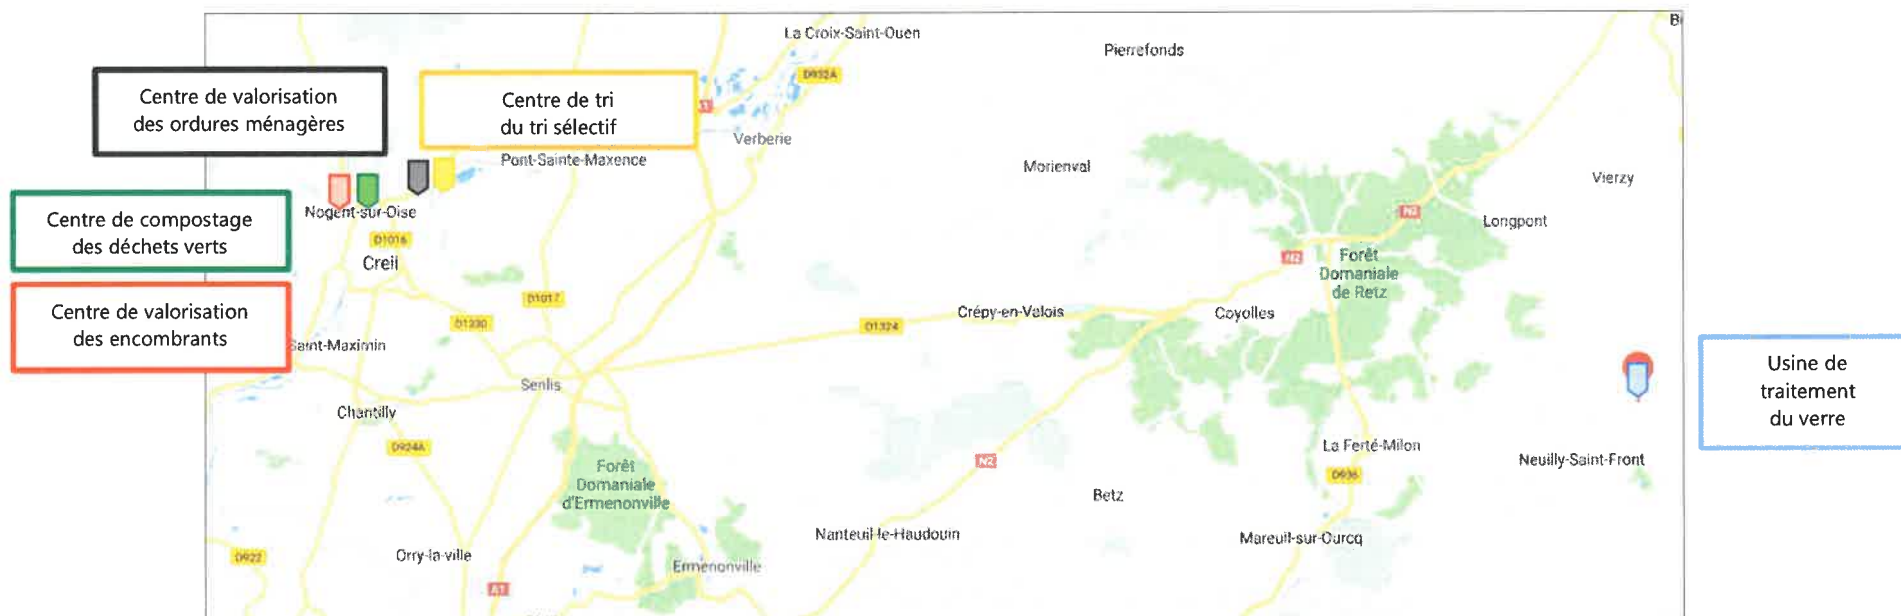 La Croix-Saint-Ouen
Pierrefonds
D932A
Centre de valorisation
des ordures ménagères
Centre de tri
du tri sélectif
Verberie
Pont-Sainte-Maxence
Morienval
Vierzy
Nogent-sur-Oise
Centre de compostage
des déchets verts
N2
Longpont
D1016
Creil
N2
Forêt
Domaniale
de Retz
D1017
Centre de valorisation
des encombrants
D1330
D1324
Crépy-en-Valois
Coyolles
Saint-Maximin
Senlis
Usine de
traitement
du verre
Chantilly
D924A
La Ferté-Milon
Neuilly-Saint-Front
N2
D936
Forêt
Domaniale
d'Ermenonville
Betz
Nanteuil-le-Haudouin
Mareuil-sur-Ourcq
D922
Orry-la-ville
Ermenonville
A1